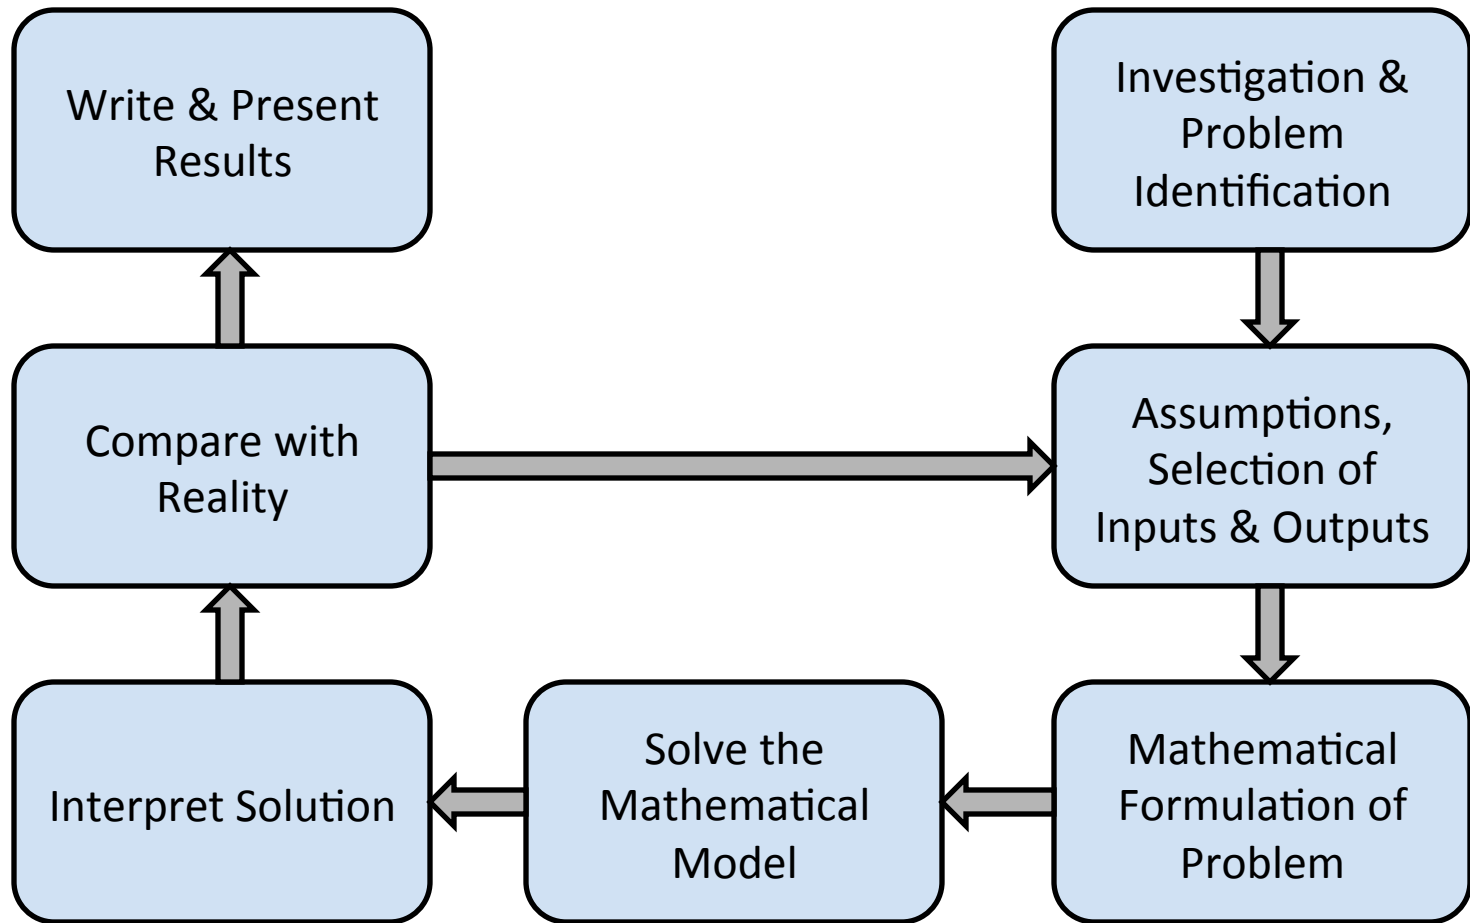 Write & Present
Results
Investigation &
Problem
Identification
Compare with
Reality
Assumptions,
Selection of
Inputs & Outputs
Interpret Solution
Solve the
Mathematical
Model
Mathematical
Formulation of
Problem